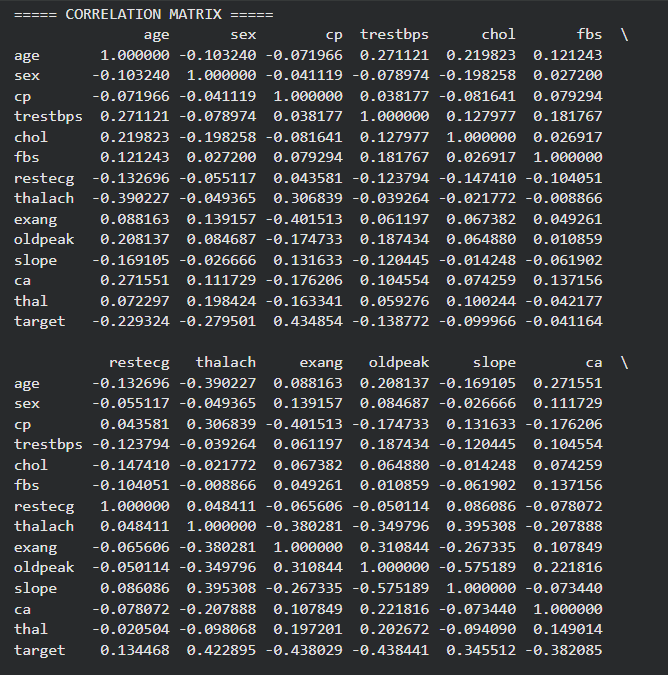 ===== CORRELATION MATRIX =====
               age       sex        cp  trestbps      chol       fbs  \
age       1.000000 -0.103240 -0.071966  0.271121  0.219823  0.121243
sex      -0.103240  1.000000 -0.041119 -0.078974 -0.198258  0.027200
cp       -0.071966 -0.041119  1.000000  0.038177 -0.081641  0.079294
trestbps  0.271121 -0.078974  0.038177  1.000000  0.127977  0.181767
chol      0.219823 -0.198258 -0.081641  0.127977  1.000000  0.026917
fbs       0.121243  0.027200  0.079294  0.181767  0.026917  1.000000
restecg  -0.132696 -0.055117  0.043581 -0.123794 -0.147410 -0.104051
thalach  -0.390227 -0.049365  0.306839 -0.039264 -0.021772 -0.008866
exang     0.088163  0.139157 -0.401513  0.061197  0.067382  0.049261
oldpeak   0.208137  0.084687 -0.174733  0.187434  0.064880  0.010859
slope    -0.169105 -0.026666  0.131633 -0.120445 -0.014248 -0.061902
ca        0.271551  0.111729 -0.176206  0.104554  0.074259  0.137156
thal      0.072297  0.198424 -0.163341  0.059276  0.100244 -0.042177
target   -0.229324 -0.279501  0.434854 -0.138772 -0.099966 -0.041164
           restecg   thalach     exang   oldpeak     slope        ca  \
age      -0.132696 -0.390227  0.088163  0.208137 -0.169105  0.271551
sex      -0.055117 -0.049365  0.139157  0.084687 -0.026666  0.111729
cp        0.043581  0.306839 -0.401513 -0.174733  0.131633 -0.176206
trestbps -0.123794 -0.039264  0.061197  0.187434 -0.120445  0.104554
chol     -0.147410 -0.021772  0.067382  0.064880 -0.014248  0.074259
fbs      -0.104051 -0.008866  0.049261  0.010859 -0.061902  0.137156
restecg   1.000000  0.048411 -0.065606 -0.050114  0.086086 -0.078072
thalach   0.048411  1.000000 -0.380281 -0.349796  0.395308 -0.207888
exang    -0.065606 -0.380281  1.000000  0.310844 -0.267335  0.107849
oldpeak  -0.050114 -0.349796  0.310844  1.000000 -0.575189  0.221816
slope     0.086086  0.395308 -0.267335 -0.575189  1.000000 -0.073440
ca       -0.078072 -0.207888  0.107849  0.221816 -0.073440  1.000000
thal     -0.020504 -0.098068  0.197201  0.202672 -0.094090  0.149014
target    0.134468  0.422895 -0.438029 -0.438441  0.345512 -0.382085